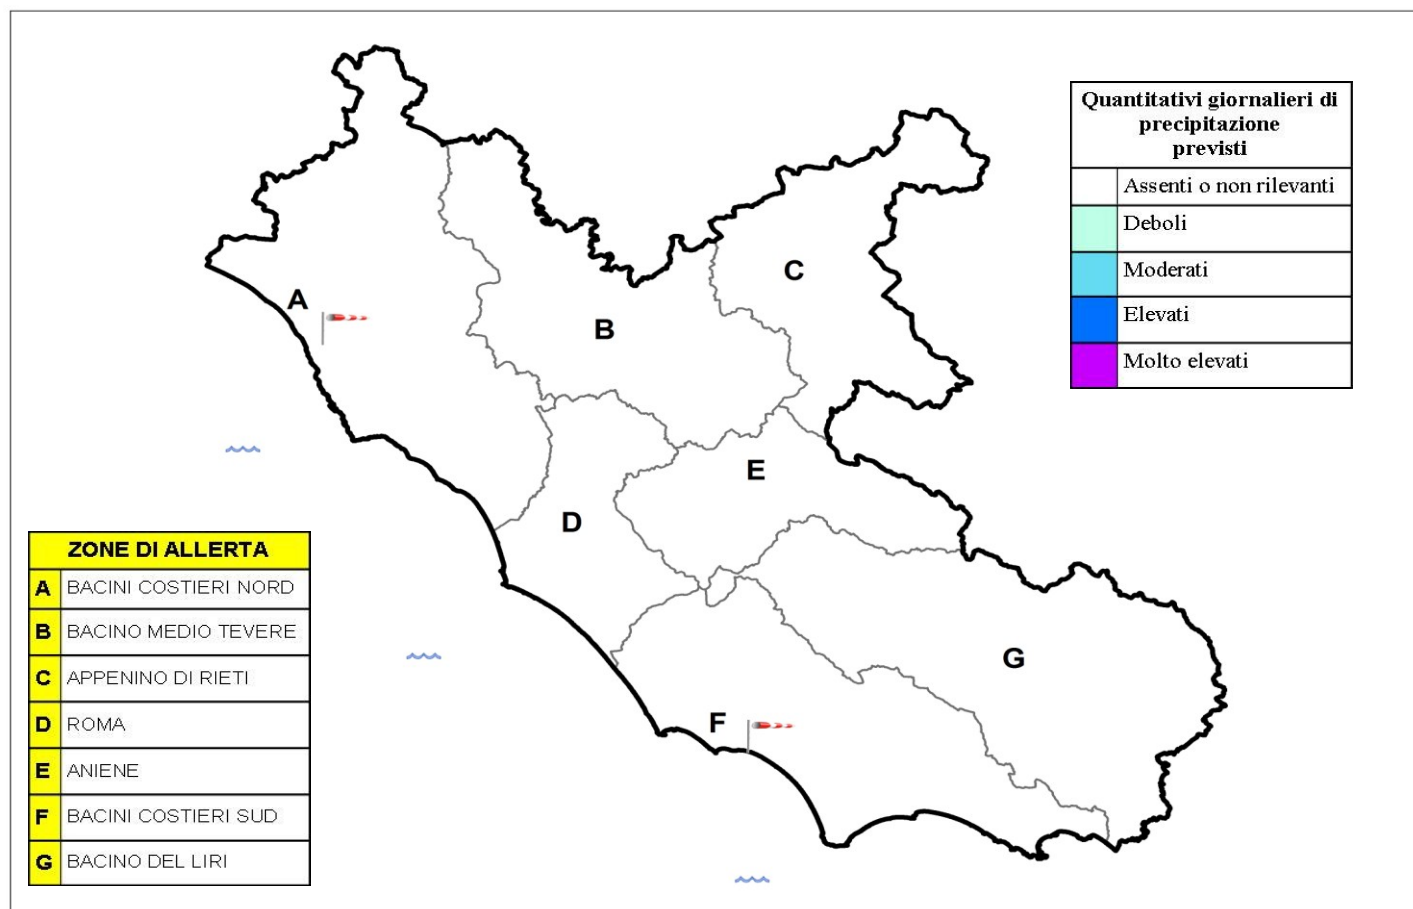 Quantitativi giornalieri di
precipitazione
previsti
Assenti o non rilevanti
Deboli
Moderati
Elevati
Molto elevati
A
B
C
D
E
F
G
ZONE DI ALLERTA
A BACINI COSTIERI NORD
B BACINO MEDIO TEVERE
C APPENINO DI RIETI
D ROMA
E ANIENE
F BACINI COSTIERI SUD
G BACINO DEL LIRI